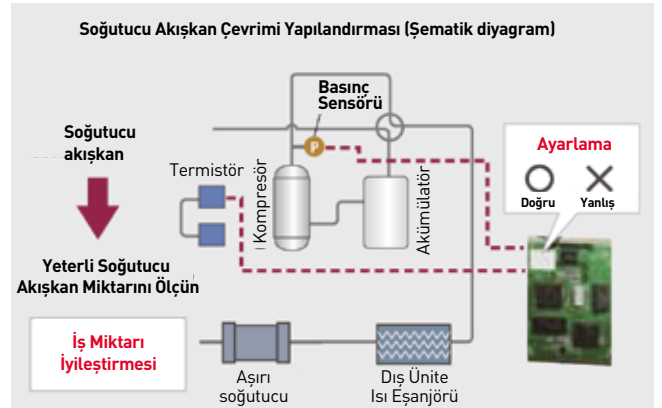 Soğutucu Akışkan Çevrimi Yapılandırması (Şematik diyagram)
Basınç
Sensörü
P
Soğutucu
akışkan
Termistör
Kompresör
Akümülatör
Ayarlama
Doğru
Yanlış
Yeterli Soğutucu
Akışkan Miktarını Ölçün
İş Miktarı
İyileştirmesi
Aşırı
soğutucu
Dış Ünite
Isı Eşanjörü